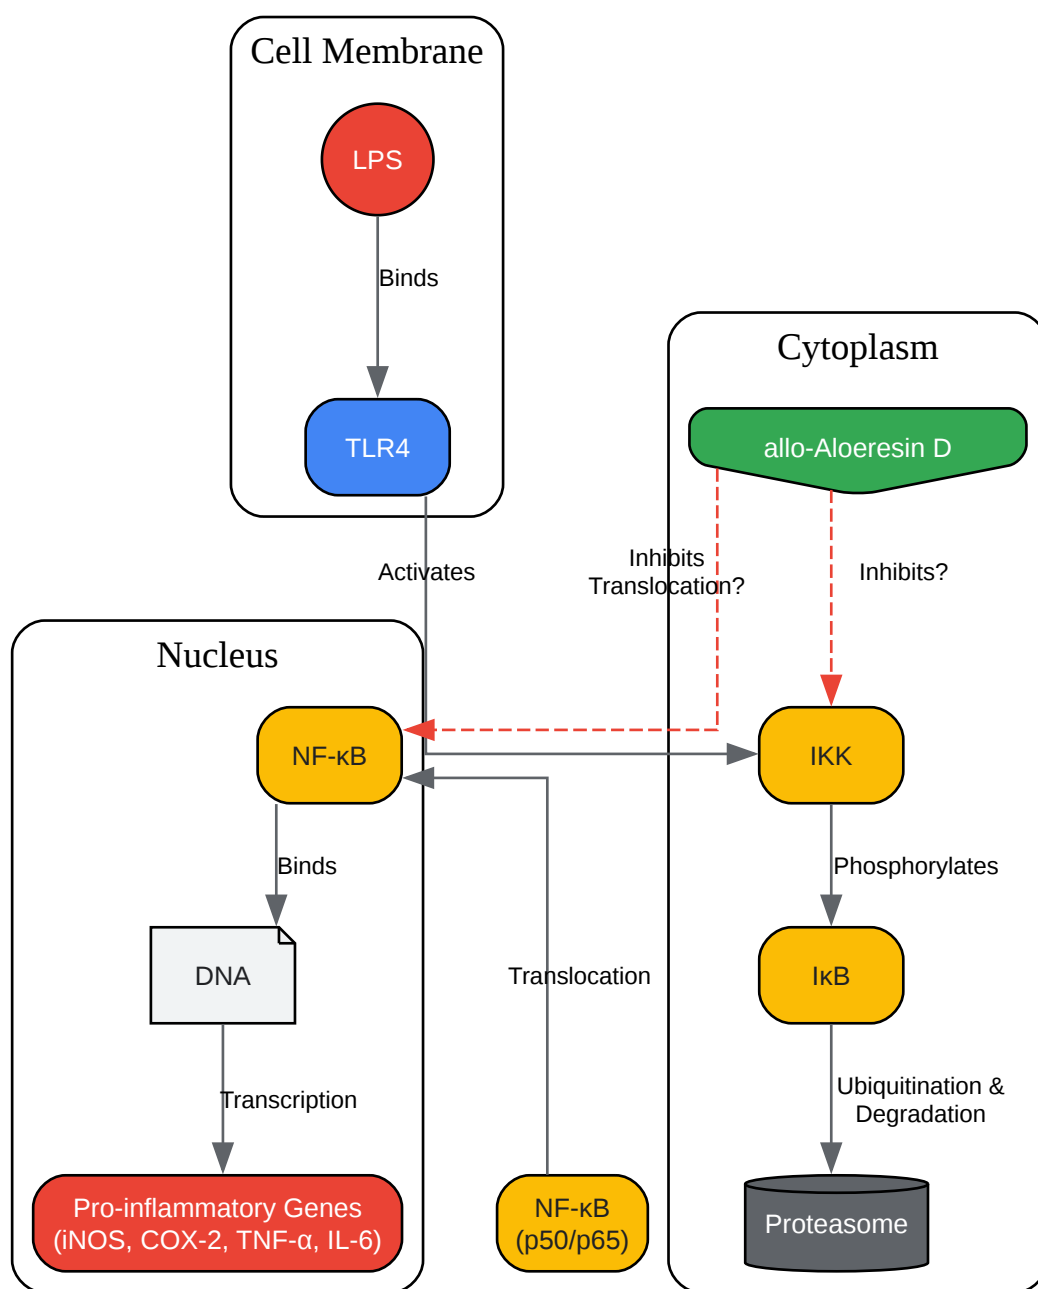 Cell Membrane
LPS
Binds
TLR4
Activates
Cytoplasm
allo-Aloeresin D
Inhibits
Translocation?
Inhibits?
Nucleus
NF-κB
IKK
Binds
Phosphorylates
DNA
Translocation
IκB
Transcription
Ubiquitination &
Degradation
Pro-inflammatory Genes
(iNOS, COX-2, TNF-α, IL-6)
NF-κB
(p50/p65)
Proteasome